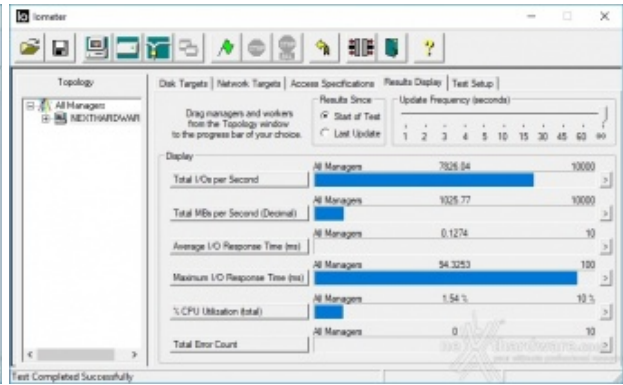 Iometer
Topology
All Managers
NEXTHARDWAR
Disk Targets
Network Targets
Access Specifications
Results Display
Test Setup
Drag managers and workers
from the Topology window
to the progress bar of your choice.
Results Since
Start of Test
Last Update
Update Frequency (seconds)
1 2 3 4 5 10 15 30 45 60 ∞
Display
All Managers 7826.04 10000
Total I/Os per Second
All Managers 1025.77 10000
Total MBs per Second (Decimal)
All Managers 0.1274 10
Average I/O Response Time (ms)
All Managers 94.3253 100
Maximum I/O Response Time (ms)
All Managers 1.54 % 10 %
% CPU Utilization (total)
All Managers 0 10
Total Error Count
Test Completed Successfully